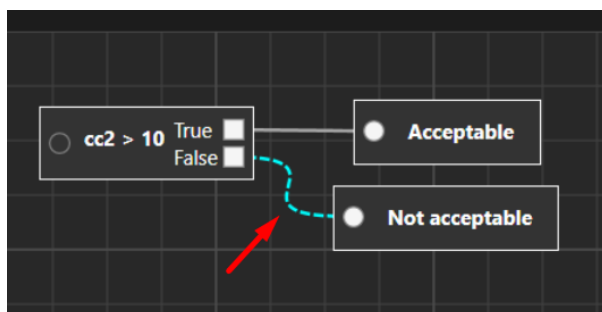 cc2 > 10
True
False
Acceptable
Not acceptable